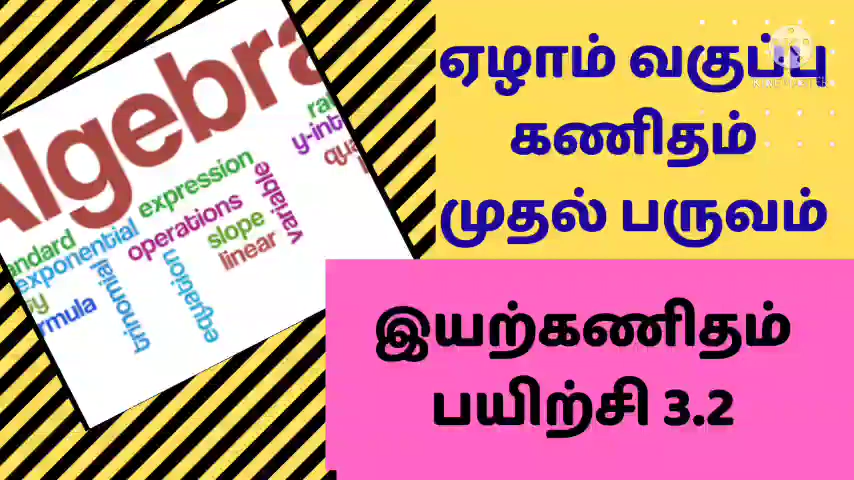 ஏழாம் வகுப்பு
கணிதம்
முதல் பருவம்
Algebra
expression
operations
exponential
slope
linear
variable
equation
trinomial
இயற்கணிதம்
பயிற்சி 3.2